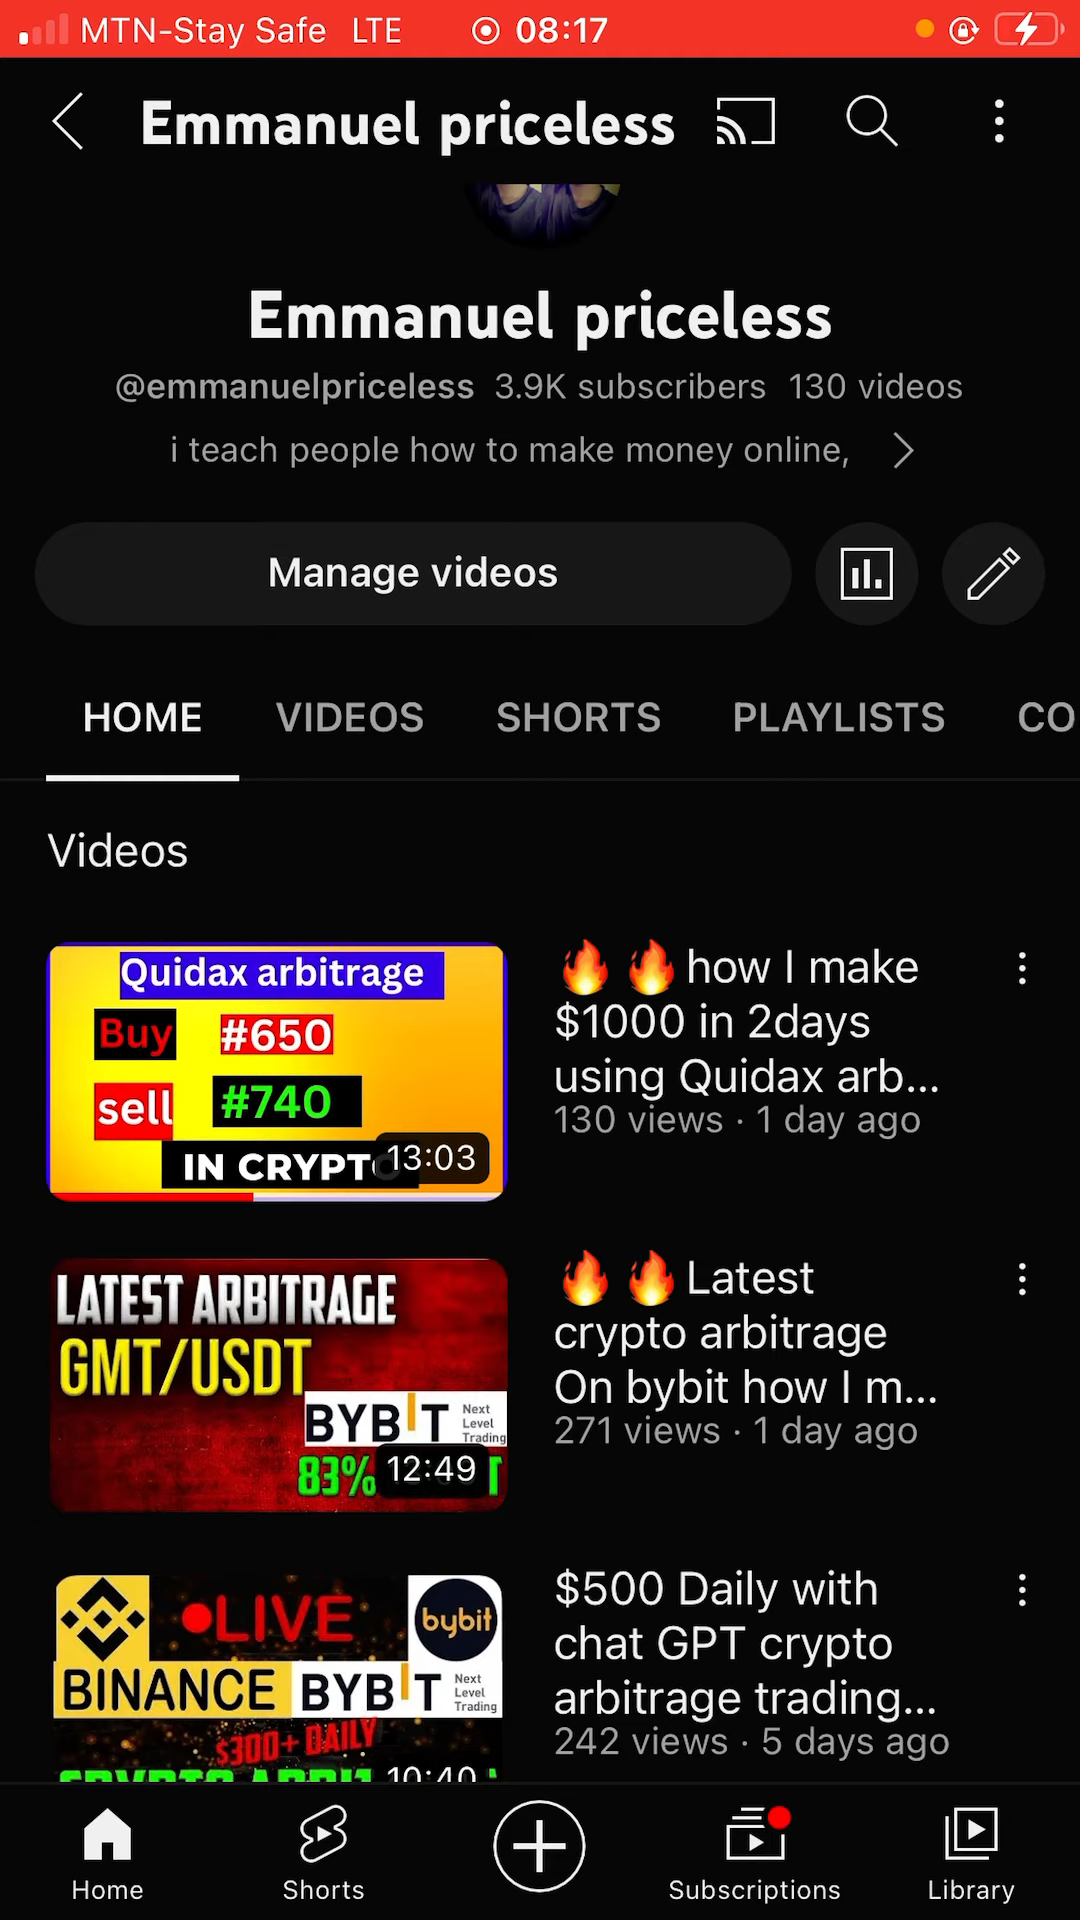 MTN-Stay Safe LTE 08:17
Emmanuel priceless
Emmanuel priceless
@emmanuelpriceless 3.9K subscribers 130 videos
i teach people how to make money online,
Manage videos
HOME VIDEOS SHORTS PLAYLISTS CO
Videos
Quidax arbitrage
Buy #650
sell #740
IN CRYPTO
13:03
🔥 🔥 how I make
$1000 in 2days
using Quidax arb...
130 views · 1 day ago
LATEST ARBITRAGE
GMT/USDT
BYBIT Next
Level
Trading
83%
12:49
🔥 🔥 Latest
crypto arbitrage
On bybit how I m...
271 views · 1 day ago
LIVE
bybit
BINANCE BYBIT Next
Level
Trading
$300+ DAILY
10:40
$500 Daily with
chat GPT crypto
arbitrage trading...
242 views · 5 days ago
Home Shorts Subscriptions Library